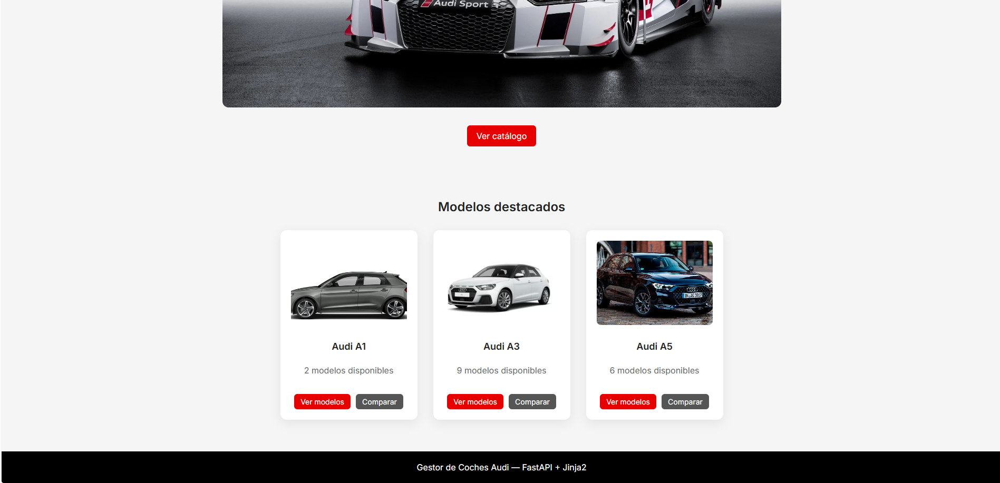 Audi Sport
Ver catálogo
Modelos destacados
Audi A1
2 modelos disponibles
Ver modelos
Comparar
Audi A3
9 modelos disponibles
Ver modelos
Comparar
Audi A5
6 modelos disponibles
Ver modelos
Comparar
Gestor de Coches Audi — FastAPI + Jinja2